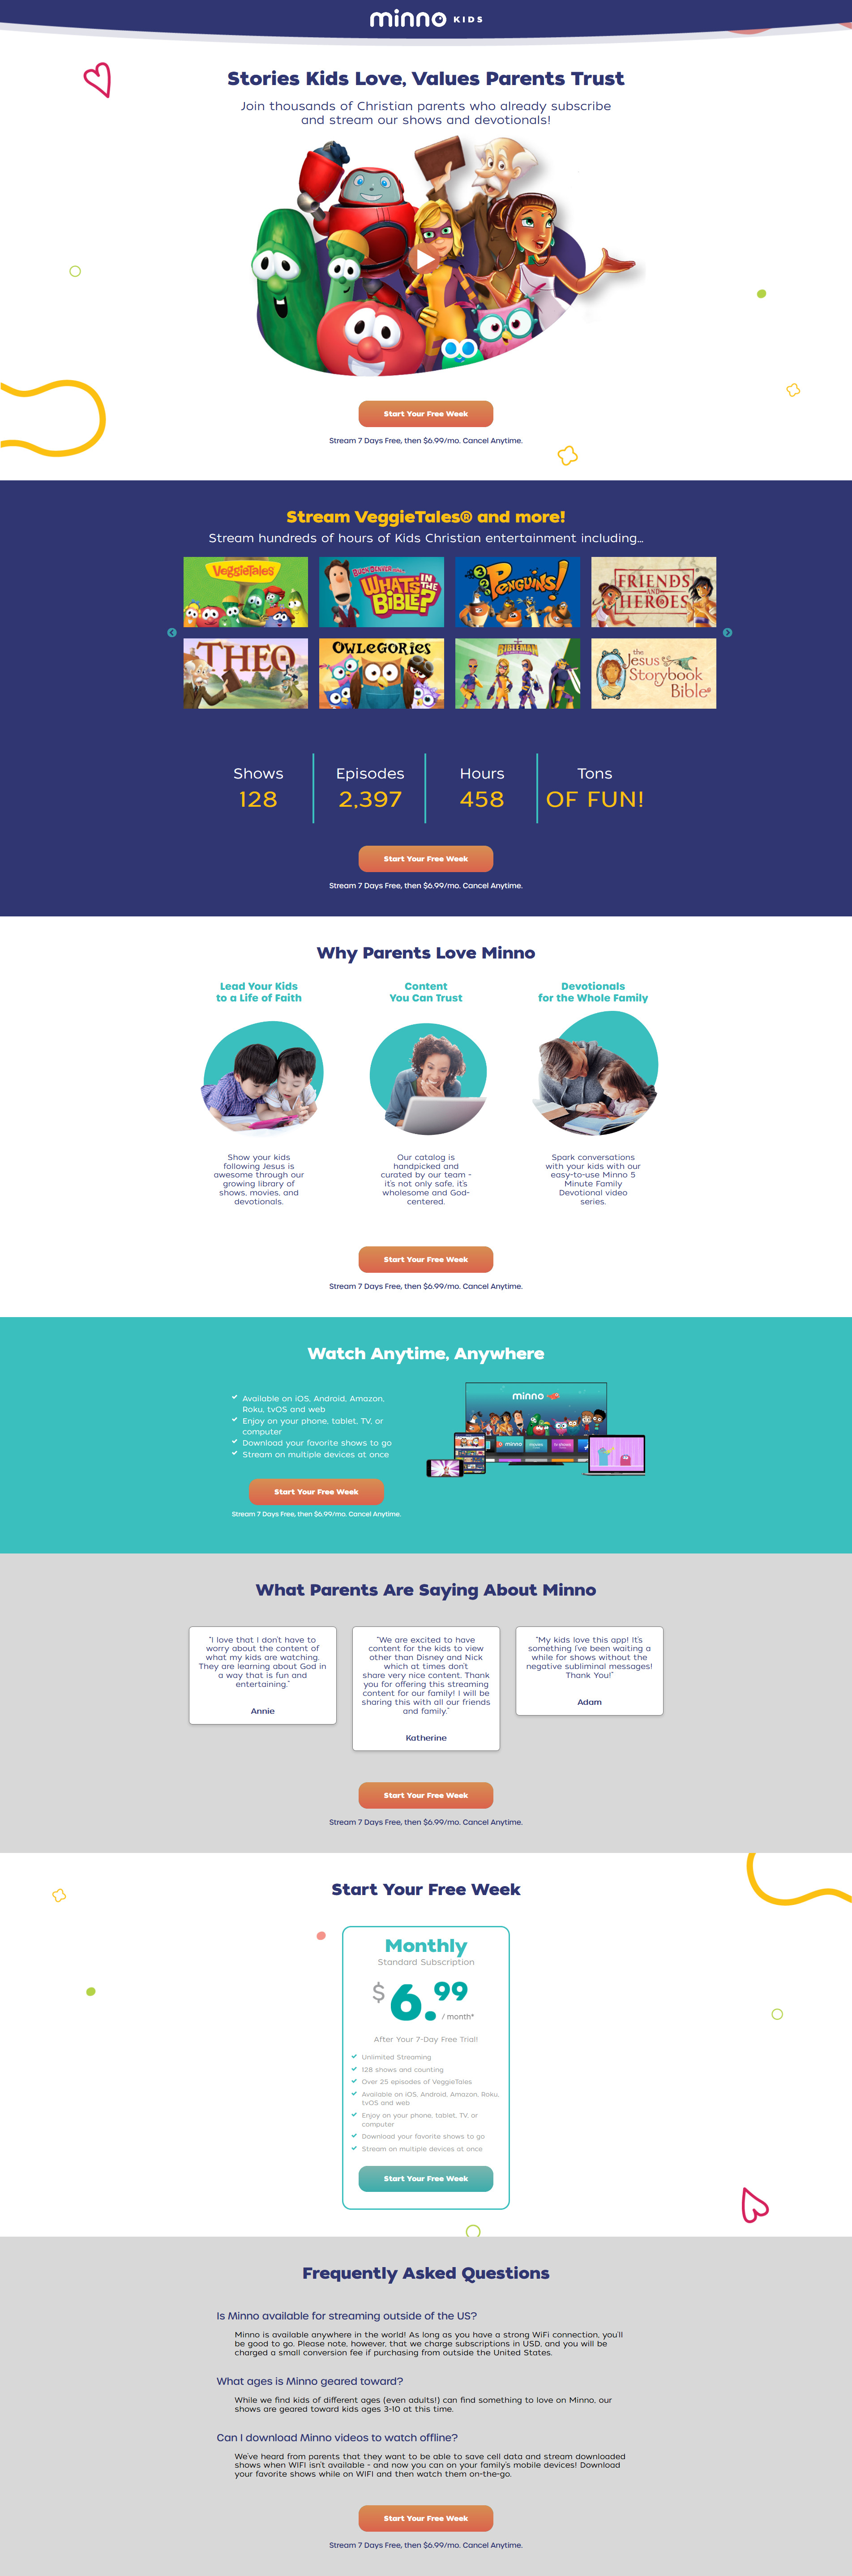 minno KIDS
Stories Kids Love, Values Parents Trust
Join thousands of Christian parents who already subscribe
and stream our shows and devotionals!
Start Your Free Week
Stream 7 Days Free, then $6.99/mo. Cancel Anytime.
Stream VeggieTales® and more!
Stream hundreds of hours of Kids Christian entertainment including...
VeggieTales
BUCK DENVER
WHAT'S IN THE BIBLE?
3 2 1 PENGUINS!
FRIENDS AND HEROES
THEO
OWLEGORIES
BIBLEMAN
the Jesus Storybook Bible
Shows
128
Episodes
2,397
Hours
458
Tons
OF FUN!
Start Your Free Week
Stream 7 Days Free, then $6.99/mo. Cancel Anytime.
Why Parents Love Minno
Lead Your Kids
to a Life of Faith
Show your kids
following Jesus is
awesome through our
growing library of
shows, movies, and
devotionals.
Content
You Can Trust
Our catalog is
handpicked and
curated by our team -
it's not only safe, it's
wholesome and God-
centered.
Devotionals
for the Whole Family
Spark conversations
with your kids with our
easy-to-use Minno 5
Minute Family
Devotional video
series.
Start Your Free Week
Stream 7 Days Free, then $6.99/mo. Cancel Anytime.
Watch Anytime, Anywhere
Available on iOS, Android, Amazon,
Roku, tvOS and web
Enjoy on your phone, tablet, TV, or
computer
Download your favorite shows to go
Stream on multiple devices at once
Start Your Free Week
Stream 7 Days Free, then $6.99/mo. Cancel Anytime.
minno
minno
What Parents Are Saying About Minno
"I love that I don't have to
worry about the content of
what my kids are watching.
They are learning about God in
a way that is fun and
entertaining."
Annie
"We are excited to have
content for the kids to view
other than Disney and Nick
which at times don't
share very nice content. Thank
you for offering this streaming
content for our family! I will be
sharing this with all our friends
and family."
Katherine
"My kids love this app! It's
something I've been waiting a
while for shows without the
negative subliminal messages!
Thank You!"
Adam
Start Your Free Week
Stream 7 Days Free, then $6.99/mo. Cancel Anytime.
Start Your Free Week
Monthly
Standard Subscription
$6.99 / month*
After Your 7-Day Free Trial!
Unlimited Streaming
128 shows and counting
Over 25 episodes of VeggieTales
Available on iOS, Android, Amazon, Roku,
tvOS and web
Enjoy on your phone, tablet, TV, or
computer
Download your favorite shows to go
Stream on multiple devices at once
Start Your Free Week
Frequently Asked Questions
Is Minno available for streaming outside of the US?
Minno is available anywhere in the world! As long as you have a strong WiFi connection, you'll
be good to go. Please note, however, that we charge subscriptions in USD, and you will be
charged a small conversion fee if purchasing from outside the United States.
What ages is Minno geared toward?
While we find kids of different ages (even adults!) can find something to love on Minno, our
shows are geared toward kids ages 3-10 at this time.
Can I download Minno videos to watch offline?
We've heard from parents that they want to be able to save cell data and stream downloaded
shows when WIFI isn't available - and now you can on your family's mobile devices! Download
your favorite shows while on WIFI and then watch them on-the-go.
Start Your Free Week
Stream 7 Days Free, then $6.99/mo. Cancel Anytime.